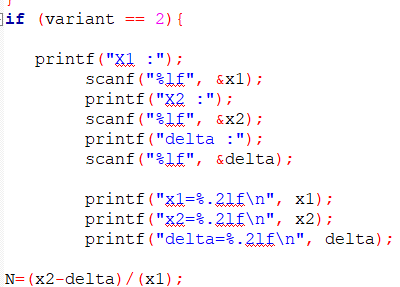 if (variant == 2){
printf("X1 :");
scanf("%lf", &x1);
printf("X2 :");
scanf("%lf", &x2);
printf("delta :");
scanf("%lf", &delta);
printf("x1=%.2lf\n", x1);
printf("x2=%.2lf\n", x2);
printf("delta=%.2lf\n", delta);
N=(x2-delta)/(x1);